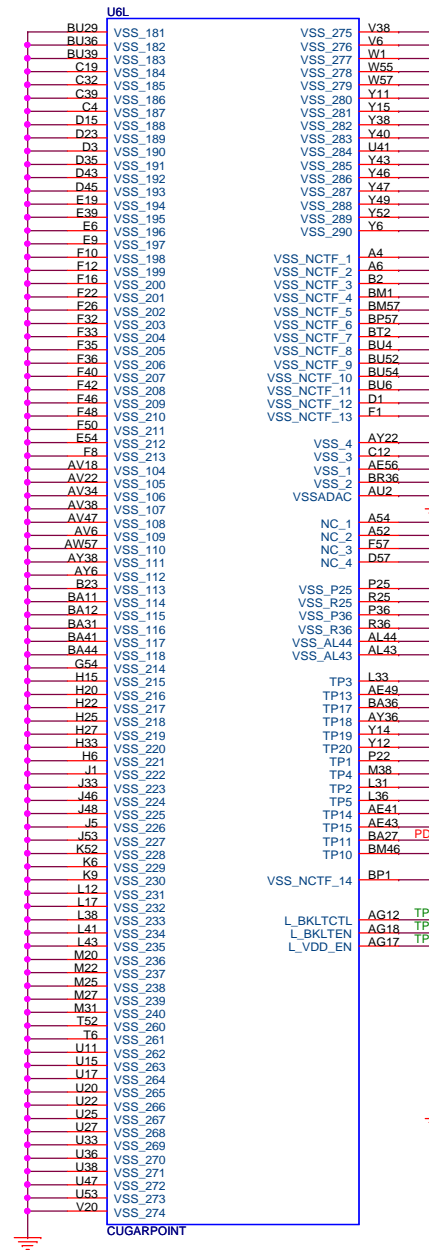 U6L
BU29 VSS_181
BU36 VSS_182
BU39 VSS_183
C19 VSS_184
C32 VSS_185
C39 VSS_186
C4 VSS_187
D15 VSS_188
D23 VSS_189
D3 VSS_190
D35 VSS_191
D43 VSS_192
D45 VSS_193
E19 VSS_194
E39 VSS_195
E6 VSS_196
E9 VSS_197
F10 VSS_198
F12 VSS_199
F16 VSS_200
F22 VSS_201
F26 VSS_202
F32 VSS_203
F33 VSS_204
F35 VSS_205
F36 VSS_206
F40 VSS_207
F42 VSS_208
F46 VSS_209
F48 VSS_210
F50 VSS_211
E54 VSS_212
F8 VSS_213
AV18 VSS_104
AV22 VSS_105
AV34 VSS_106
AV38 VSS_107
AV47 VSS_108
AV6 VSS_109
AW57 VSS_110
AY38 VSS_111
AY6 VSS_112
B23 VSS_113
BA11 VSS_114
BA12 VSS_115
BA31 VSS_116
BA41 VSS_117
BA44 VSS_118
G54 VSS_214
H15 VSS_215
H20 VSS_216
H22 VSS_217
H25 VSS_218
H27 VSS_219
H33 VSS_220
H6 VSS_221
J1 VSS_222
J33 VSS_223
J46 VSS_224
J48 VSS_225
J5 VSS_226
J53 VSS_227
K52 VSS_228
K6 VSS_229
K9 VSS_230
L12 VSS_231
L17 VSS_232
L38 VSS_233
L41 VSS_234
L43 VSS_235
M20 VSS_236
M22 VSS_237
M25 VSS_238
M27 VSS_239
M31 VSS_240
T52 VSS_260
T6 VSS_261
U11 VSS_262
U15 VSS_263
U17 VSS_264
U20 VSS_265
U22 VSS_266
U25 VSS_267
U27 VSS_268
U33 VSS_269
U36 VSS_270
U38 VSS_271
U47 VSS_272
U53 VSS_273
V20 VSS_274
VSS_275 V38
VSS_276 V6
VSS_277 W1
VSS_278 W55
VSS_279 W57
VSS_280 Y11
VSS_281 Y15
VSS_282 Y38
VSS_283 Y40
VSS_284 U41
VSS_285 Y43
VSS_286 Y46
VSS_287 Y47
VSS_288 Y49
VSS_289 Y52
VSS_290 Y6
VSS_NCTF_1 A4
VSS_NCTF_2 A6
VSS_NCTF_3 B2
VSS_NCTF_4 BM1
VSS_NCTF_5 BM57
VSS_NCTF_6 BP57
VSS_NCTF_7 BT2
VSS_NCTF_8 BU4
VSS_NCTF_9 BU52
VSS_NCTF_10 BU54
VSS_NCTF_11 BU6
VSS_NCTF_12 D1
VSS_NCTF_13 F1
VSS_4 AY22
VSS_3 C12
VSS_1 AE56
VSS_2 BR36
VSSADAC AU2
NC_1 A54
NC_2 A52
NC_3 F57
NC_4 D57
VSS_P25 P25
VSS_R25 R25
VSS_P36 P36
VSS_R36 R36
VSS_AL44 AL44
VSS_AL43 AL43
TP3 L33
TP13 AE49
TP17 BA36
TP18 AY36
TP19 Y14
TP20 Y12
TP1 P22
TP4 M38
TP2 L31
TP5 L36
TP14 AE41
TP15 AE43
TP11 BA27 PD
TP10 BM46
VSS_NCTF_14 BP1
L_BKLTCTL AG12 TP
L_BKLTEN AG18 TP
L_VDD_EN AG17 TP
CUGARPOINT